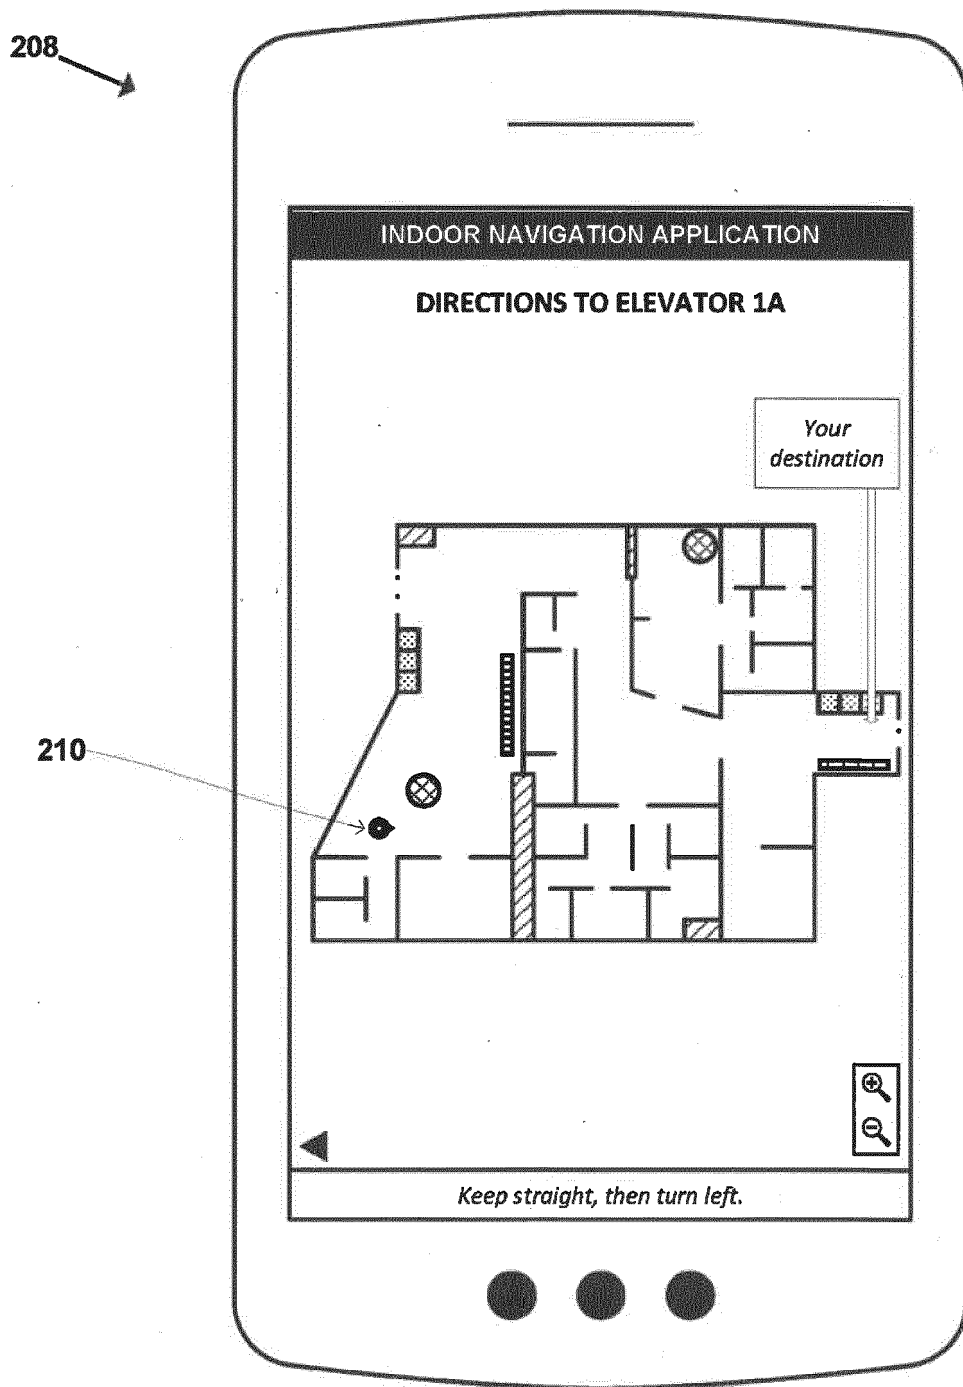 208
INDOOR NAVIGATION APPLICATION
DIRECTIONS TO ELEVATOR 1A
Your
destination
210
Keep straight, then turn left.